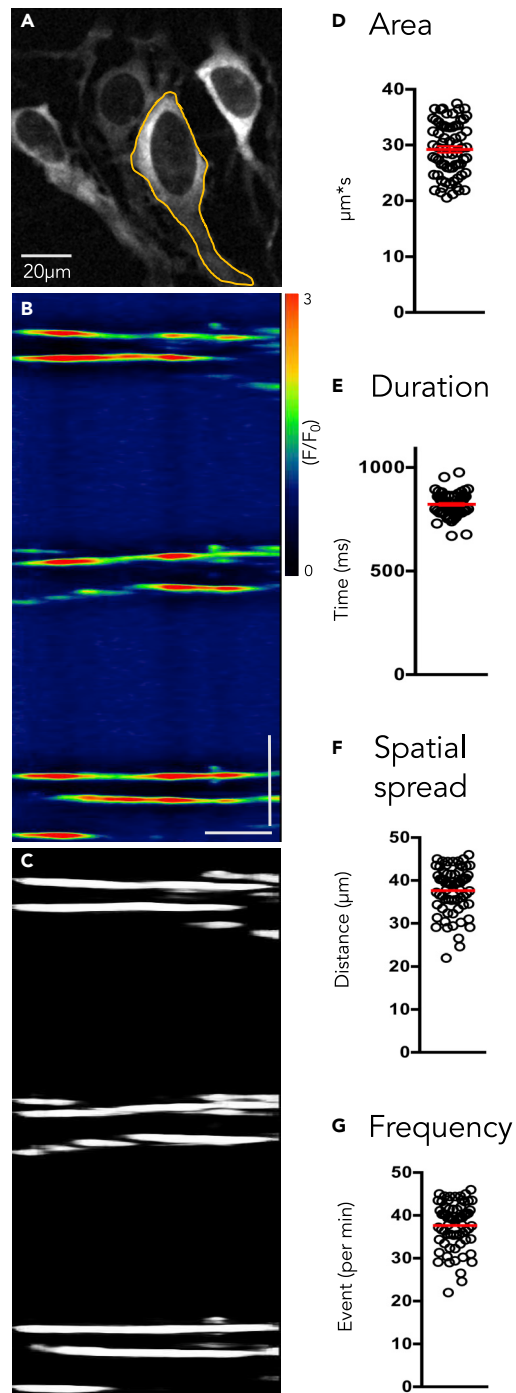 A
20µm
B
3
(F/F0)
0
C
D Area
40
30
20
10
0
µm*s
E Duration
1000
500
0
Time (ms)
F Spatial
spread
50
40
30
20
10
0
Distance (µm)
G Frequency
50
40
30
20
10
0
Event (per min)